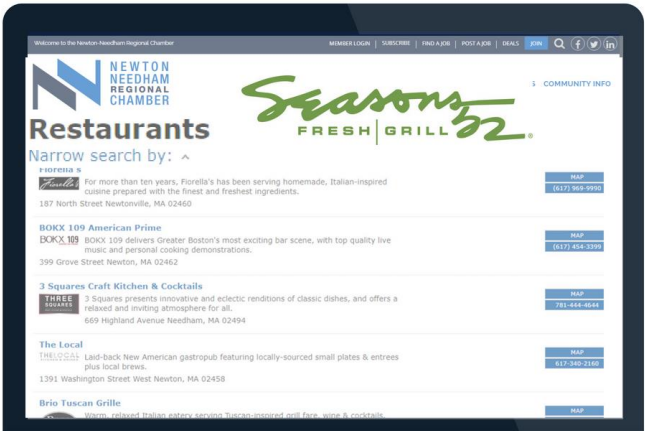 Welcome to the Newton-Needham Regional Chamber
MEMBER LOGIN | SUBSCRIBE | FIND A JOB | POST A JOB | DEALS JOIN
NEWTON
NEEDHAM
REGIONAL
CHAMBER
Seasons 52
FRESH | GRILL
COMMUNITY INFO
Restaurants
Narrow search by:
Fiorella's
Fiorella's
For more than ten years, Fiorella's has been serving homemade, Italian-inspired
cuisine prepared with the finest and freshest ingredients.
187 North Street Newtonville, MA 02460
MAP
(617) 969-9990
BOKX 109 American Prime
BOKX 109
BOKX 109 delivers Greater Boston's most exciting bar scene, with top quality live
music and personal cooking demonstrations.
399 Grove Street Newton, MA 02462
MAP
(617) 454-3399
3 Squares Craft Kitchen & Cocktails
THREE
SQUARES
3 Squares presents innovative and eclectic renditions of classic dishes, and offers a
relaxed and inviting atmosphere for all.
669 Highland Avenue Needham, MA 02494
MAP
781-444-4644
The Local
THELOCAL
Laid-back New American gastropub featuring locally-sourced small plates & entrees
plus local brews.
1391 Washington Street West Newton, MA 02458
MAP
617-340-2160
Brio Tuscan Grille
Warm, relaxed Italian eatery serving Tuscan-inspired grill fare, wine & cocktails.
MAP